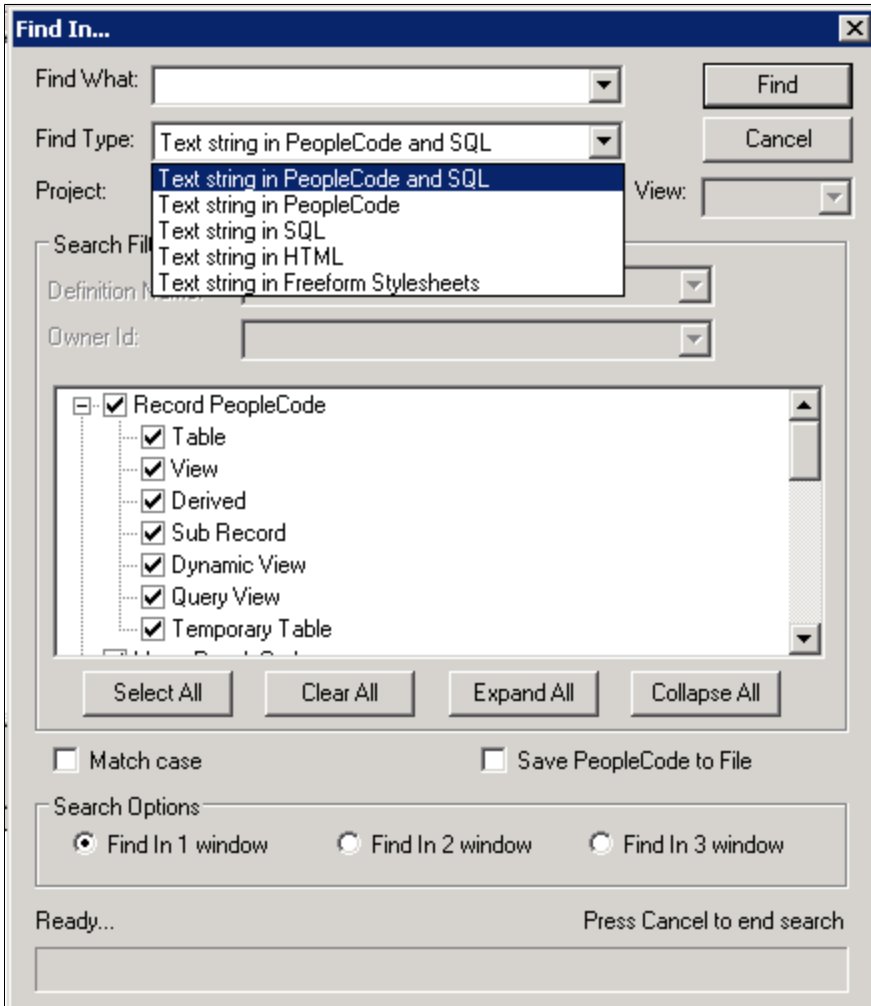 Find In...
Find What:
Find
Find Type: Text string in PeopleCode and SQL
Cancel
Text string in PeopleCode and SQL
Project:
View:
Text string in PeopleCode
Text string in SQL
Search
Text string in HTML
Text string in Freeform Stylesheets
Definition
Owner Id:
Record PeopleCode
Table
View
Derived
Sub Record
Dynamic View
Query View
Temporary Table
Select All
Clear All
Expand All
Collapse All
Match case
Save PeopleCode to File
Search Options
Find In 1 window
Find In 2 window
Find In 3 window
Ready...
Press Cancel to end search